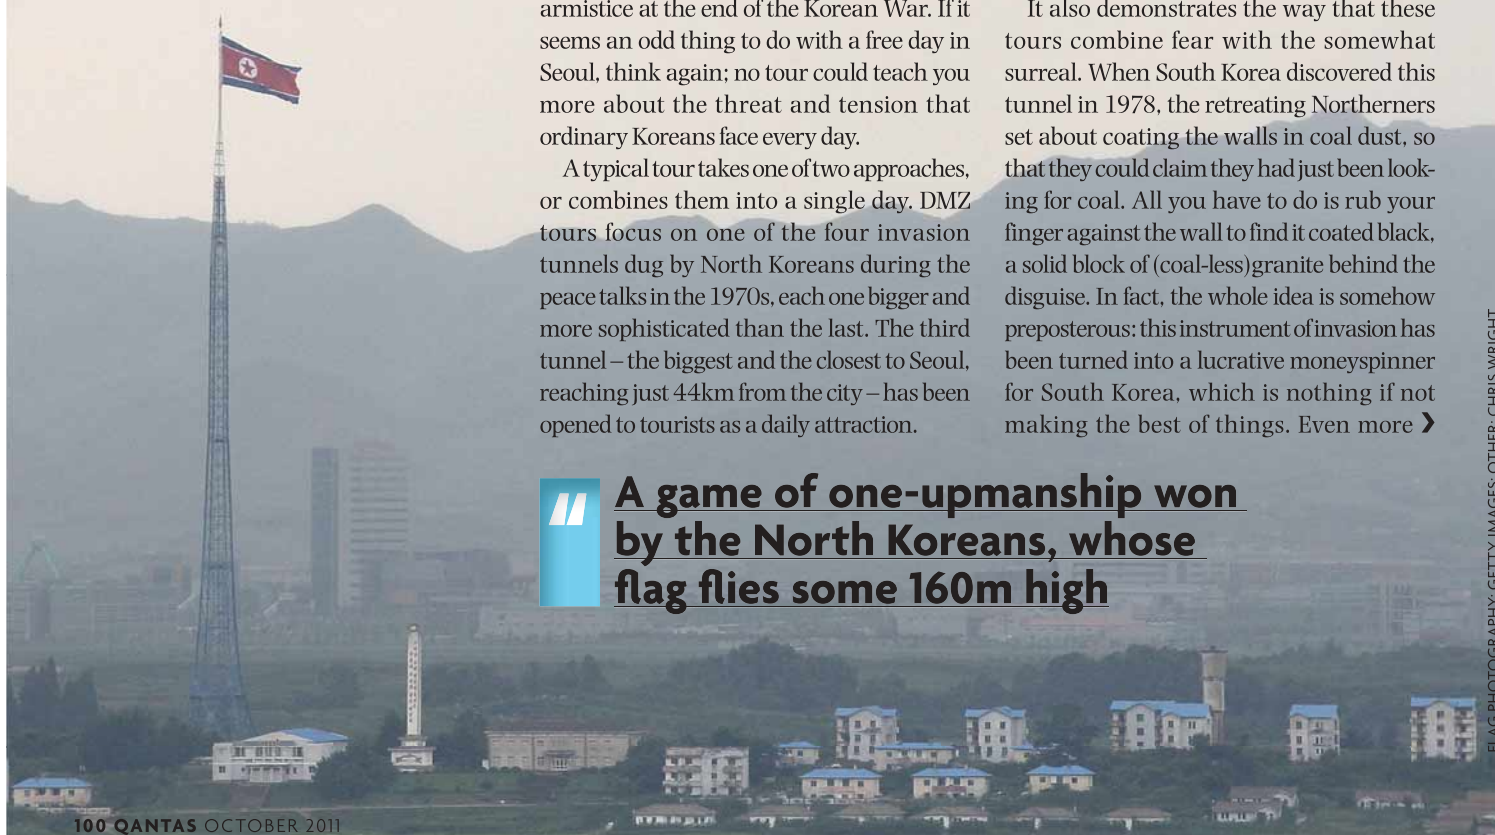 armistice at the end of the Korean War. If it
seems an odd thing to do with a free day in
Seoul, think again; no tour could teach you
more about the threat and tension that
ordinary Koreans face every day.
A typical tour takes one of two approaches,
or combines them into a single day. DMZ
tours focus on one of the four invasion
tunnels dug by North Koreans during the
peace talks in the 1970s, each one bigger and
more sophisticated than the last. The third
tunnel – the biggest and the closest to Seoul,
reaching just 44km from the city – has been
opened to tourists as a daily attraction.
It also demonstrates the way that these
tours combine fear with the somewhat
surreal. When South Korea discovered this
tunnel in 1978, the retreating Northerners
set about coating the walls in coal dust, so
that they could claim they had just been look-
ing for coal. All you have to do is rub your
finger against the wall to find it coated black,
a solid block of (coal-less)granite behind the
disguise. In fact, the whole idea is somehow
preposterous: this instrument of invasion has
been turned into a lucrative moneyspinner
for South Korea, which is nothing if not
making the best of things. Even more ❯
“ A game of one-upmanship won
by the North Koreans, whose
flag flies some 160m high
FLAG PHOTOGRAPHY: GETTY IMAGES; OTHER: CHRIS WRIGHT
100 QANTAS OCTOBER 2011